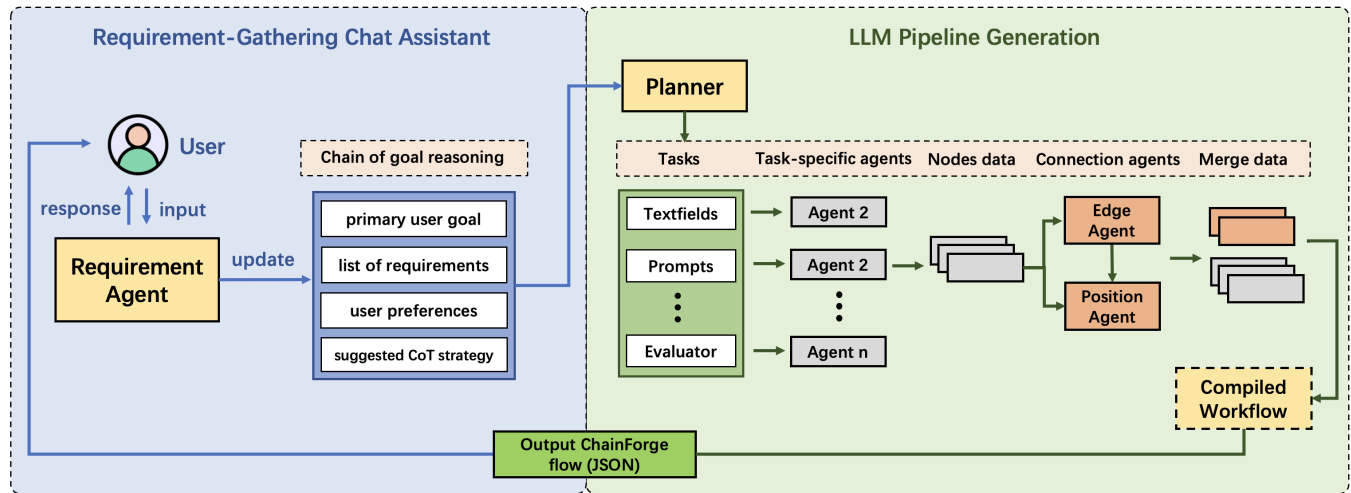 Requirement-Gathering Chat Assistant
User
response
input
Requirement
Agent
update
Chain of goal reasoning
primary user goal
list of requirements
user preferences
suggested CoT strategy
LLM Pipeline Generation
Planner
Tasks
Task-specific agents
Nodes data
Connection agents
Merge data
Textfields
Agent 2
Prompts
Agent 2
Evaluator
Agent n
Edge
Agent
Position
Agent
Compiled
Workflow
Output ChainForge
flow (JSON)